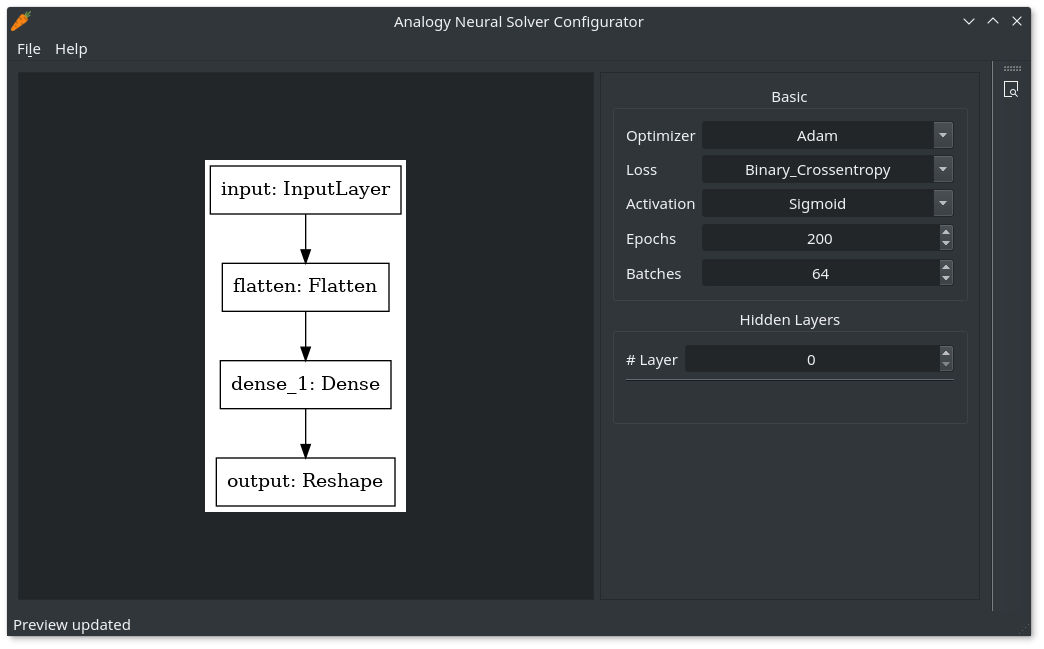 Analogy Neural Solver Configurator
File Help
input: InputLayer
flatten: Flatten
dense_1: Dense
output: Reshape
Basic
Optimizer Adam
Loss Binary_Crossentropy
Activation Sigmoid
Epochs 200
Batches 64
Hidden Layers
# Layer 0
Preview updated